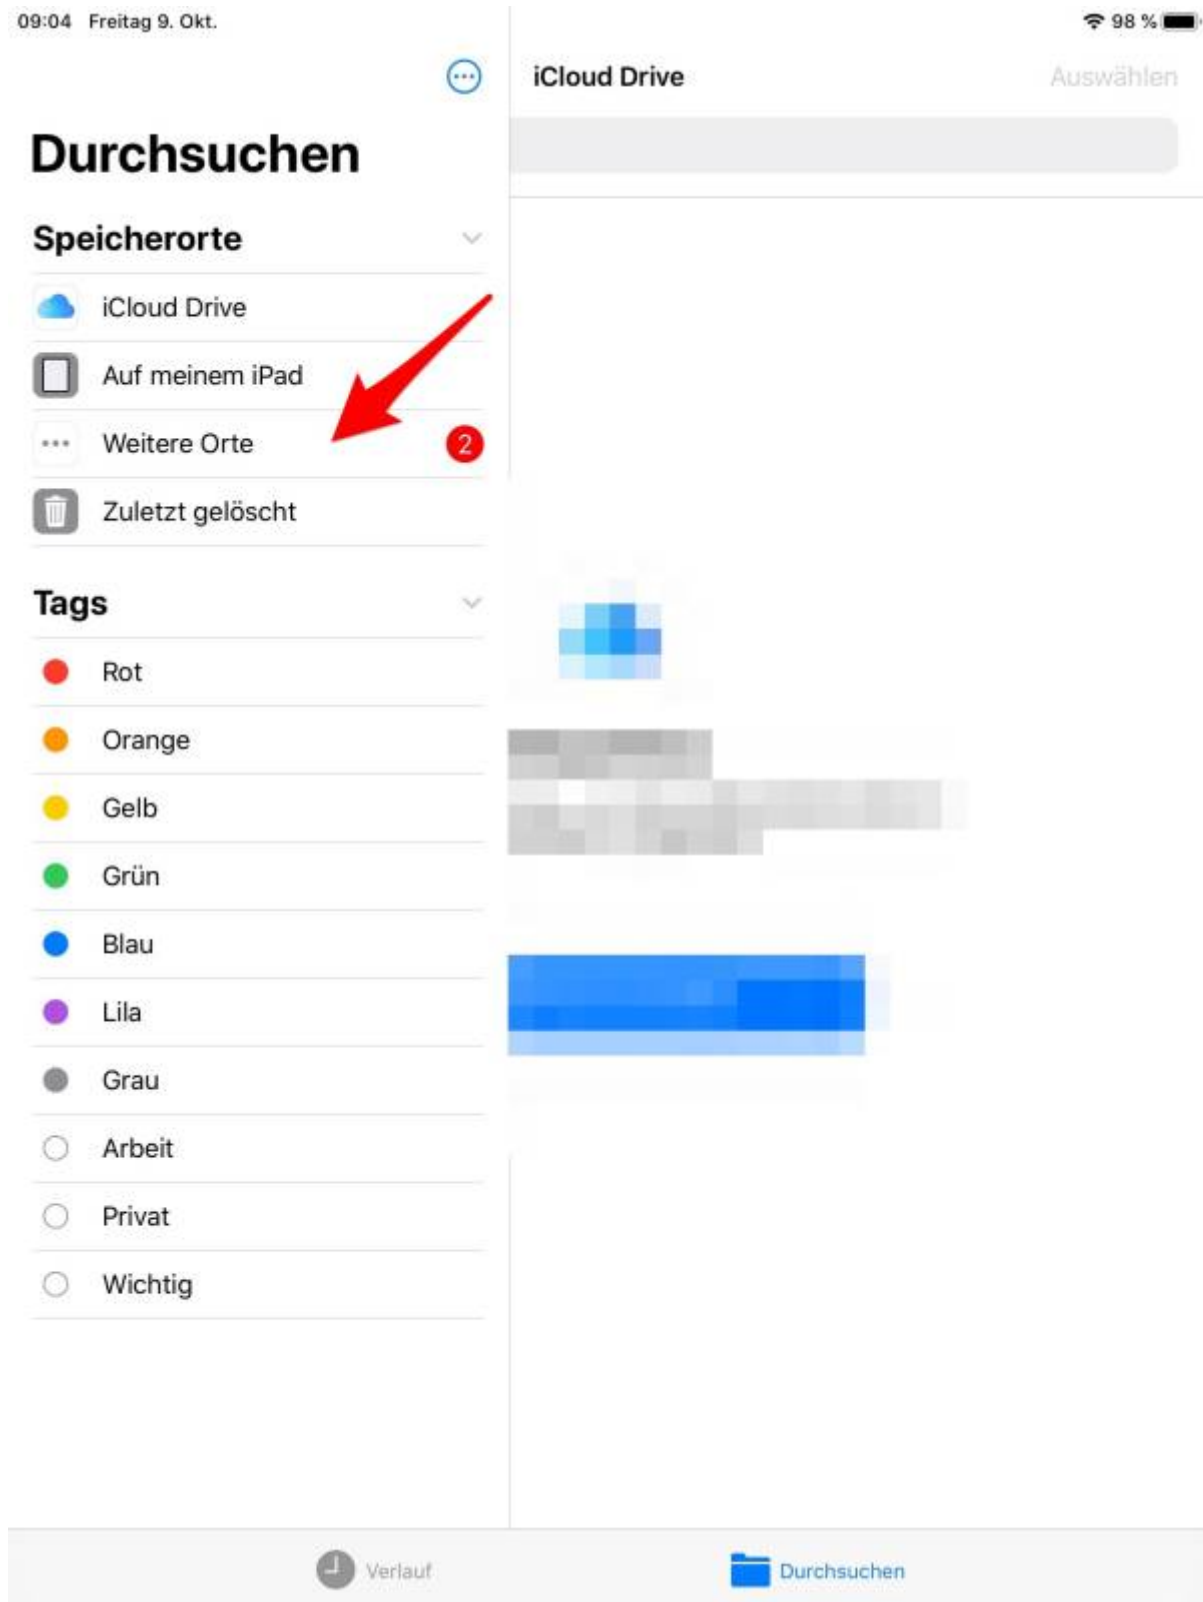 09:04 Freitag 9. Okt.
98 %
iCloud Drive
Auswählen
Durchsuchen
Speicherorte
iCloud Drive
Auf meinem iPad
Weitere Orte
2
Zuletzt gelöscht
Tags
Rot
Orange
Gelb
Grün
Blau
Lila
Grau
Arbeit
Privat
Wichtig
Verlauf
Durchsuchen